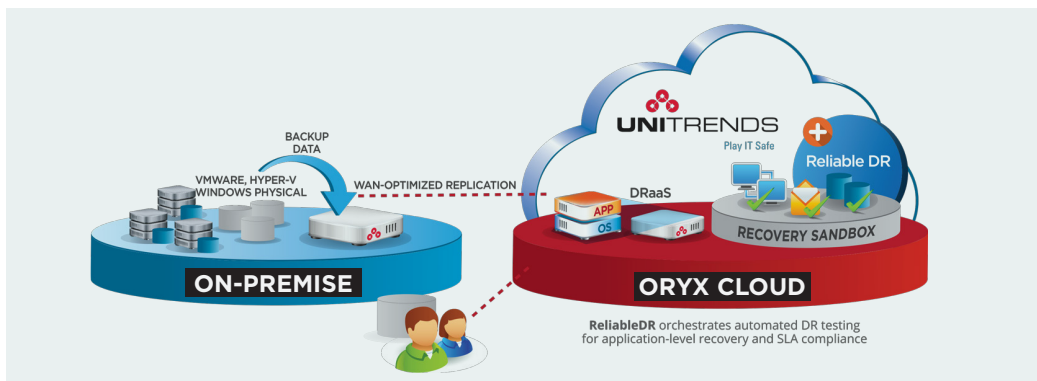 BACKUP
DATA
VMWARE, HYPER-V
WINDOWS PHYSICAL
WAN-OPTIMIZED REPLICATION
ON-PREMISE
UNITRENDS
Play IT Safe
Reliable DR
DRaaS
APP
OS
RECOVERY SANDBOX
ORYX CLOUD
ReliableDR orchestrates automated DR testing
for application-level recovery and SLA compliance